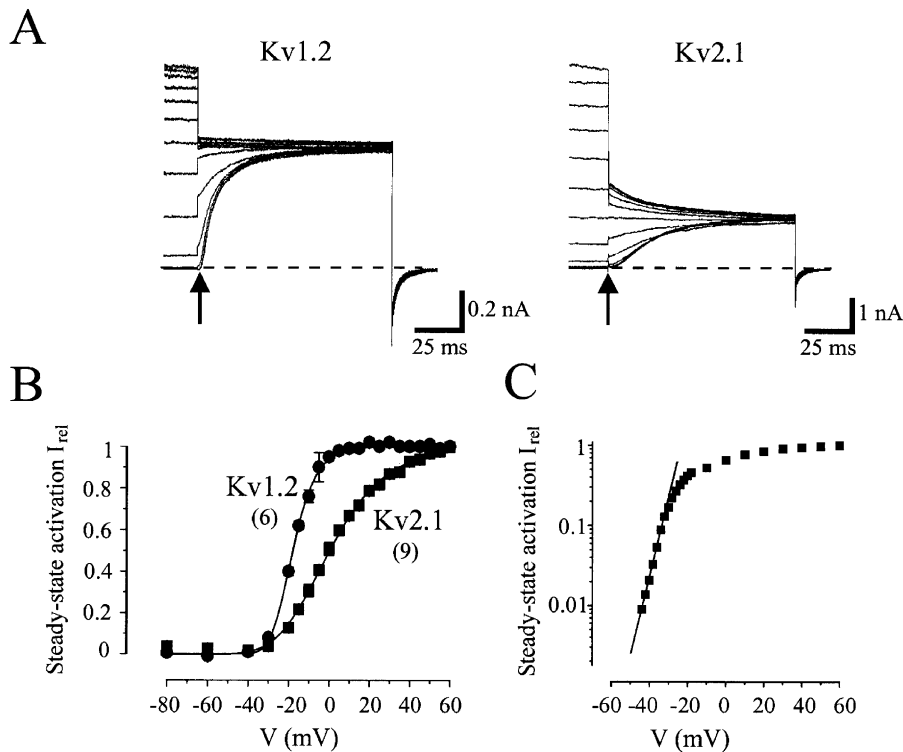 A
Kv1.2
Kv2.1
0.2 nA
25 ms
1 nA
25 ms
B
Steady-state activation I_rel
1
0.8
0.6
0.4
0.2
0
Kv1.2
(6)
Kv2.1
(9)
-80 -60 -40 -20 0 20 40 60
V (mV)
C
Steady-state activation I_rel
1
0.1
0.01
-60 -40 -20 0 20 40 60
V (mV)